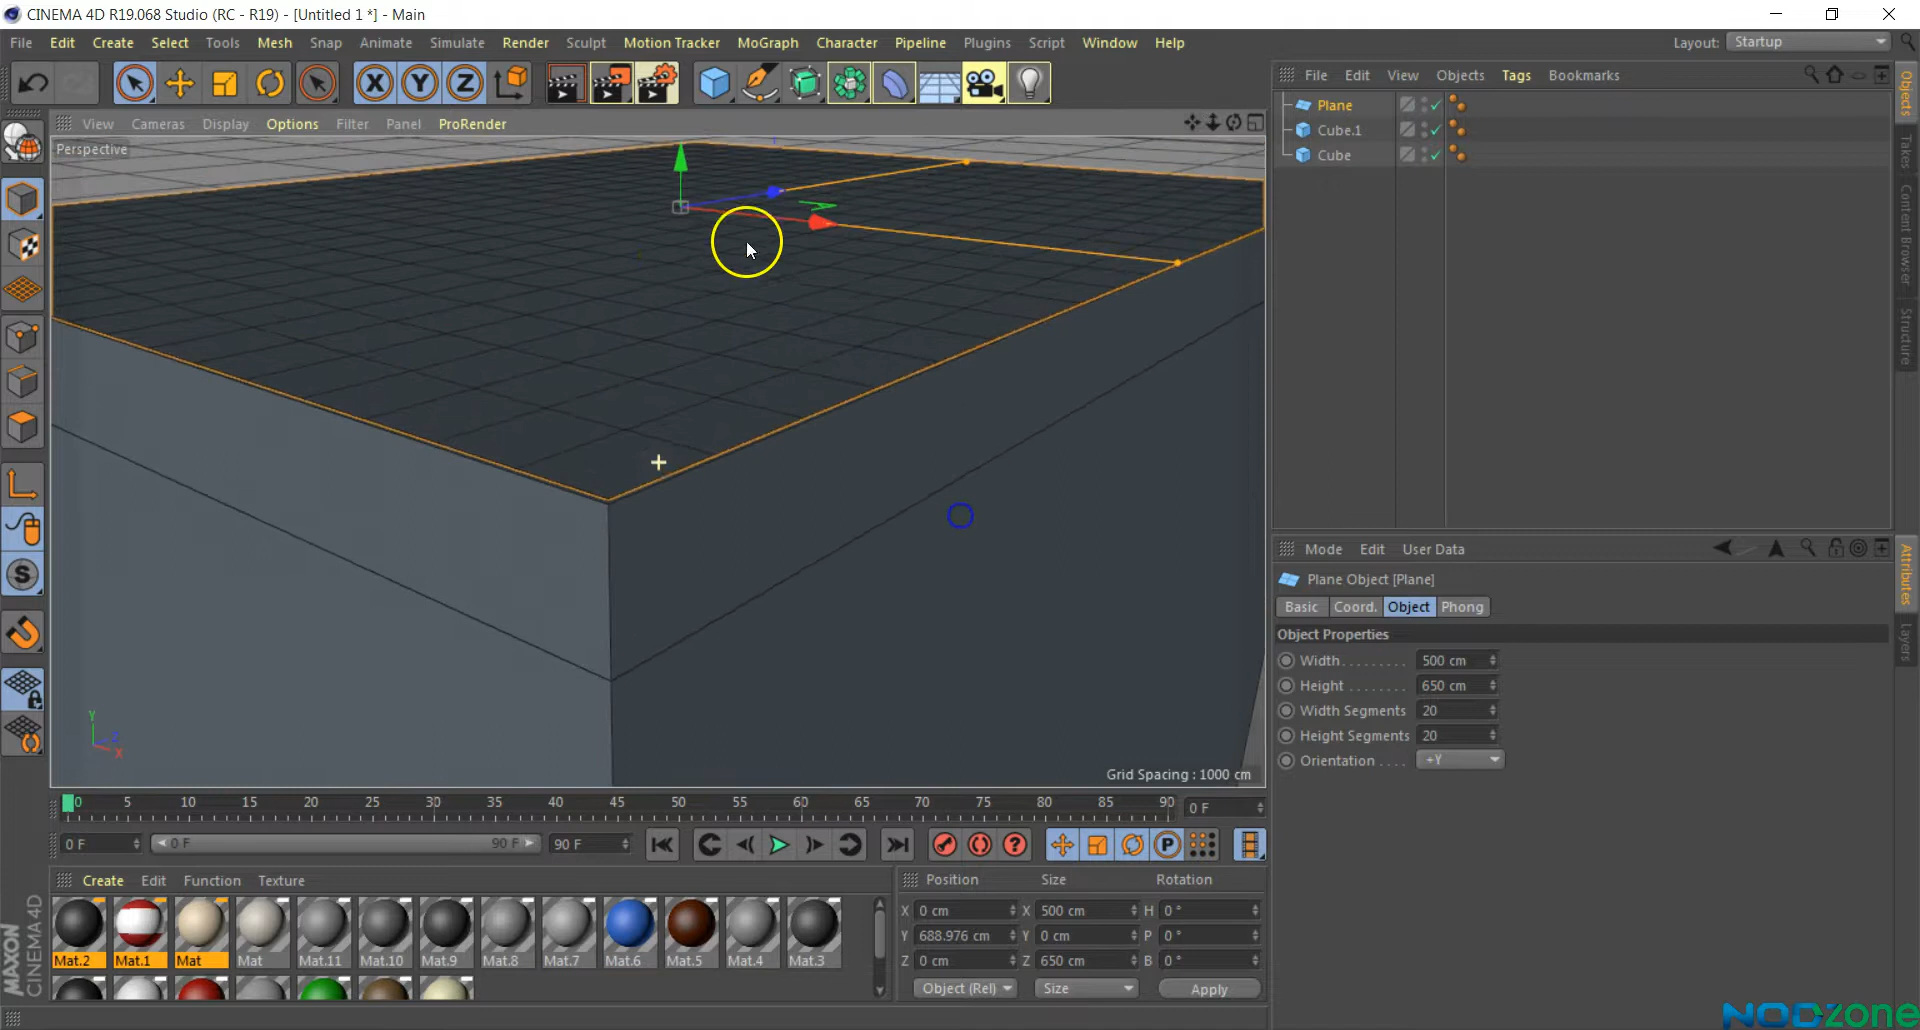 CINEMA 4D R19.068 Studio (RC - R19) - [Untitled 1 *] - Main
File Edit Create Select Tools Mesh Snap Animate Simulate Render Sculpt Motion Tracker MoGraph Character Pipeline Plugins Script Window Help Layout: Startup
X Y Z
File Edit View Objects Tags Bookmarks
View Cameras Display Options Filter Panel ProRender
Perspective
Plane
Cube.1
Cube
Objects
Takes
Content Browser
Structure
Mode Edit User Data
Plane Object [Plane]
Basic Coord. Object Phong
Object Properties
Width 500 cm
Height 650 cm
Width Segments 20
Height Segments 20
Orientation +Y
Attributes
Layers
S
Y
Z
X
Grid Spacing : 1000 cm
0 5 10 15 20 25 30 35 40 45 50 55 60 65 70 75 80 85 90 0 F
0 F 0 F 90 F 90 F ? P
Create Edit Function Texture
Mat.2 Mat.1 Mat Mat Mat.11 Mat.10 Mat.9 Mat.8 Mat.7 Mat.6 Mat.5 Mat.4 Mat.3
Position Size Rotation
X 0 cm X 500 cm H 0 °
Y 688.976 cm Y 0 cm P 0 °
Z 0 cm Z 650 cm B 0 °
Object (Rel) Size Apply
MAXON
CINEMA 4D
NODzone